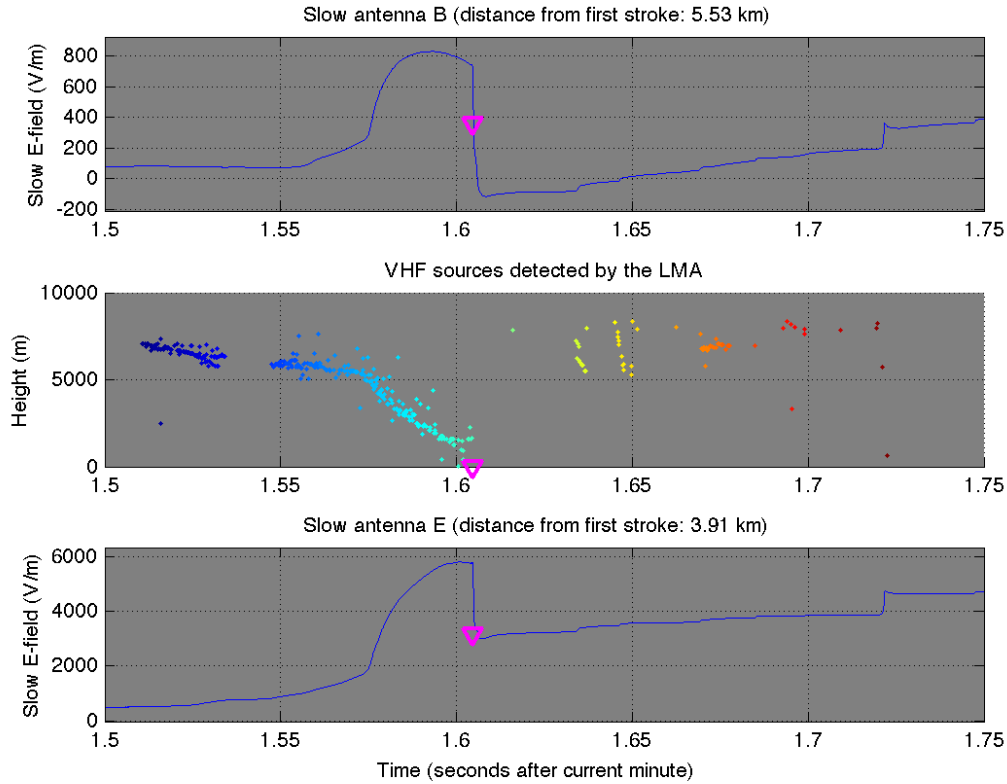 Slow antenna B (distance from first stroke: 5.53 km)
Slow E-field (V/m)
800
600
400
200
0
-200
1.5 1.55 1.6 1.65 1.7 1.75
VHF sources detected by the LMA
Height (m)
10000
5000
0
1.5 1.55 1.6 1.65 1.7 1.75
Slow antenna E (distance from first stroke: 3.91 km)
Slow E-field (V/m)
6000
4000
2000
0
1.5 1.55 1.6 1.65 1.7 1.75
Time (seconds after current minute)